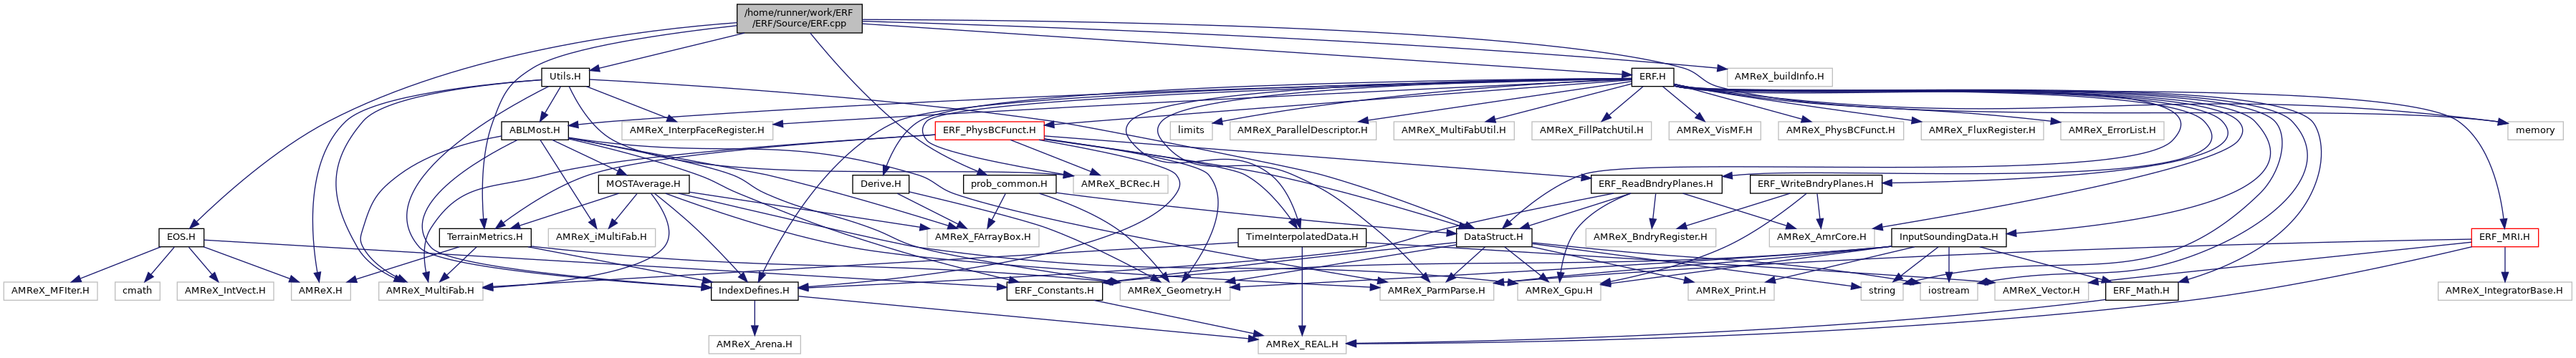 /home/runner/work/ERF
/ERF/Source/ERF.cpp
Utils.H
ERF.H
AMReX_buildInfo.H
ABLMost.H
AMReX_InterpFaceRegister.H
ERF_PhysBCFunct.H
limits
AMReX_ParallelDescriptor.H
AMReX_MultiFabUtil.H
AMReX_FillPatchUtil.H
AMReX_VisMF.H
AMReX_PhysBCFunct.H
AMReX_FluxRegister.H
AMReX_ErrorList.H
memory
MOSTAverage.H
Derive.H
prob_common.H
AMReX_BCRec.H
ERF_ReadBndryPlanes.H
ERF_WriteBndryPlanes.H
EOS.H
TerrainMetrics.H
AMReX_iMultiFab.H
AMReX_FArrayBox.H
TimeInterpolatedData.H
DataStruct.H
AMReX_BndryRegister.H
AMReX_AmrCore.H
InputSoundingData.H
ERF_MRI.H
AMReX_MFIter.H
cmath
AMReX_IntVect.H
AMReX.H
AMReX_MultiFab.H
IndexDefines.H
ERF_Constants.H
AMReX_Geometry.H
AMReX_ParmParse.H
AMReX_Gpu.H
AMReX_Print.H
string
iostream
AMReX_Vector.H
ERF_Math.H
AMReX_IntegratorBase.H
AMReX_Arena.H
AMReX_REAL.H